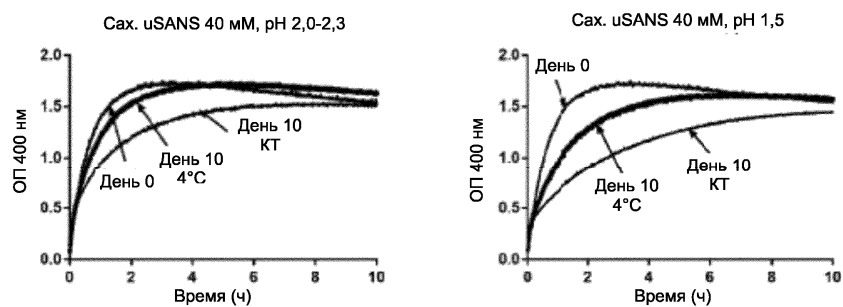 Сах. uSANS 40 мМ, pH 2,0-2,3
2.0
1.5
1.0
0.5
0.0
0
2
4
6
8
10
ОП 400 нм
Время (ч)
День 0
День 10
4°C
День 10
КТ
Сах. uSANS 40 мМ, pH 1,5
2.0
1.5
1.0
0.5
0.0
0
2
4
6
8
10
ОП 400 нм
Время (ч)
День 0
День 10
4°C
День 10
КТ